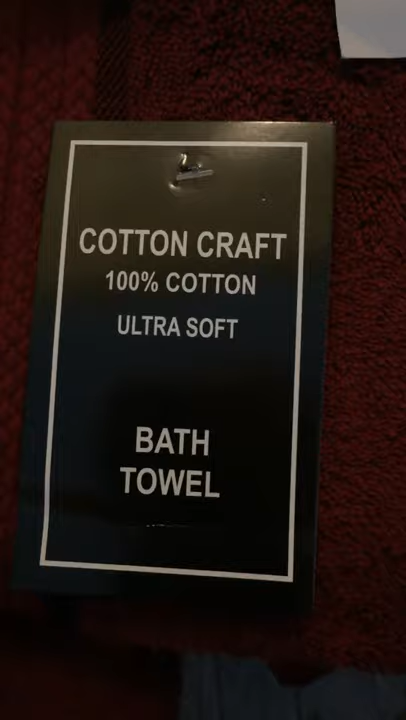 COTTON CRAFT
100% COTTON
ULTRA SOFT
BATH
TOWEL